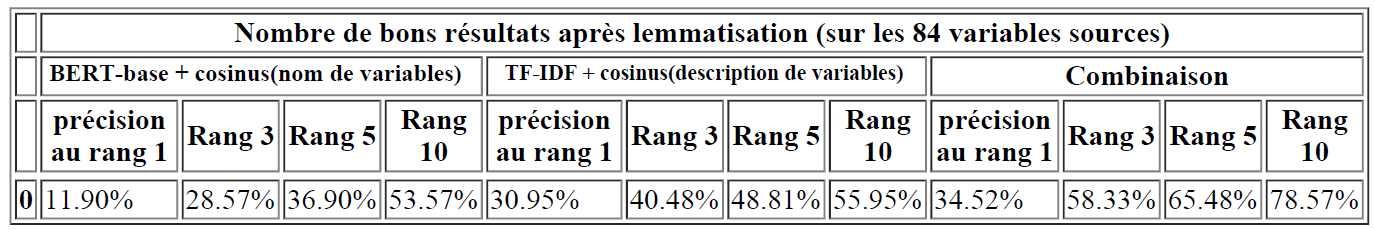 Nombre de bons résultats après lemmatisation (sur les 84 variables sources)
BERT-base + cosinus(nom de variables) TF-IDF + cosinus(description de variables) Combinaison
précision au rang 1 Rang 3 Rang 5 Rang 10 précision au rang 1 Rang 3 Rang 5 Rang 10 précision au rang 1 Rang 3 Rang 5 Rang 10
0 11.90% 28.57% 36.90% 53.57% 30.95% 40.48% 48.81% 55.95% 34.52% 58.33% 65.48% 78.57%